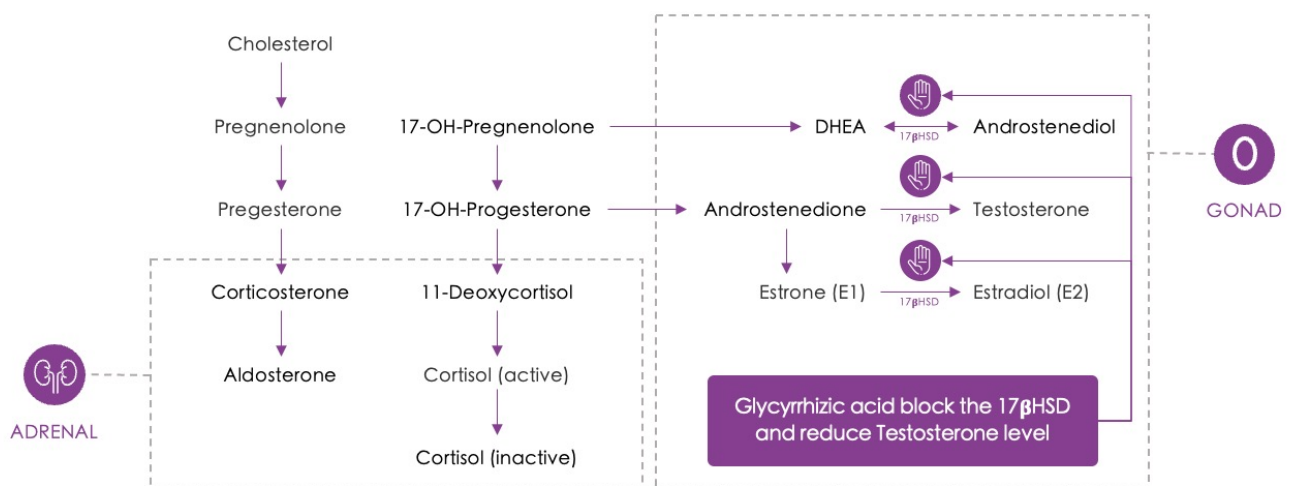 Cholesterol
Pregnenolone
17-OH-Pregnenolone
DHEA
17βHSD
Androstenediol
Pregesterone
17-OH-Progesterone
Androstenedione
17βHSD
Testosterone
GONAD
Corticosterone
11-Deoxycortisol
Estrone (E1)
17βHSD
Estradiol (E2)
Aldosterone
Cortisol (active)
ADRENAL
Glycyrrhizic acid block the 17βHSD
and reduce Testosterone level
Cortisol (inactive)